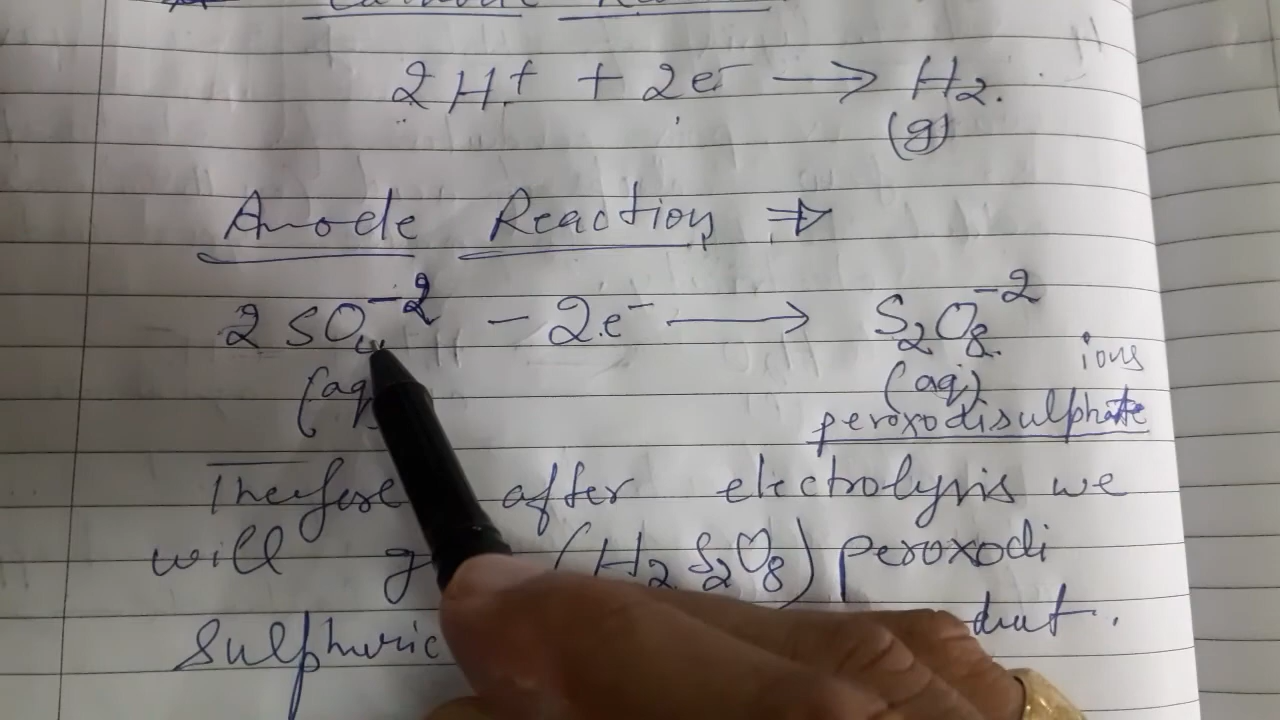 2H⁺ + 2e⁻ → H₂.
(g)
Anode Reaction ⇒
2SO₄⁻² - 2e⁻ → S₂O₈⁻²
ions
(aq) (aq)
peroxodisulphate
Therefore after electrolysis we
will (H₂S₂O₈) peroxodi
Sulphuric